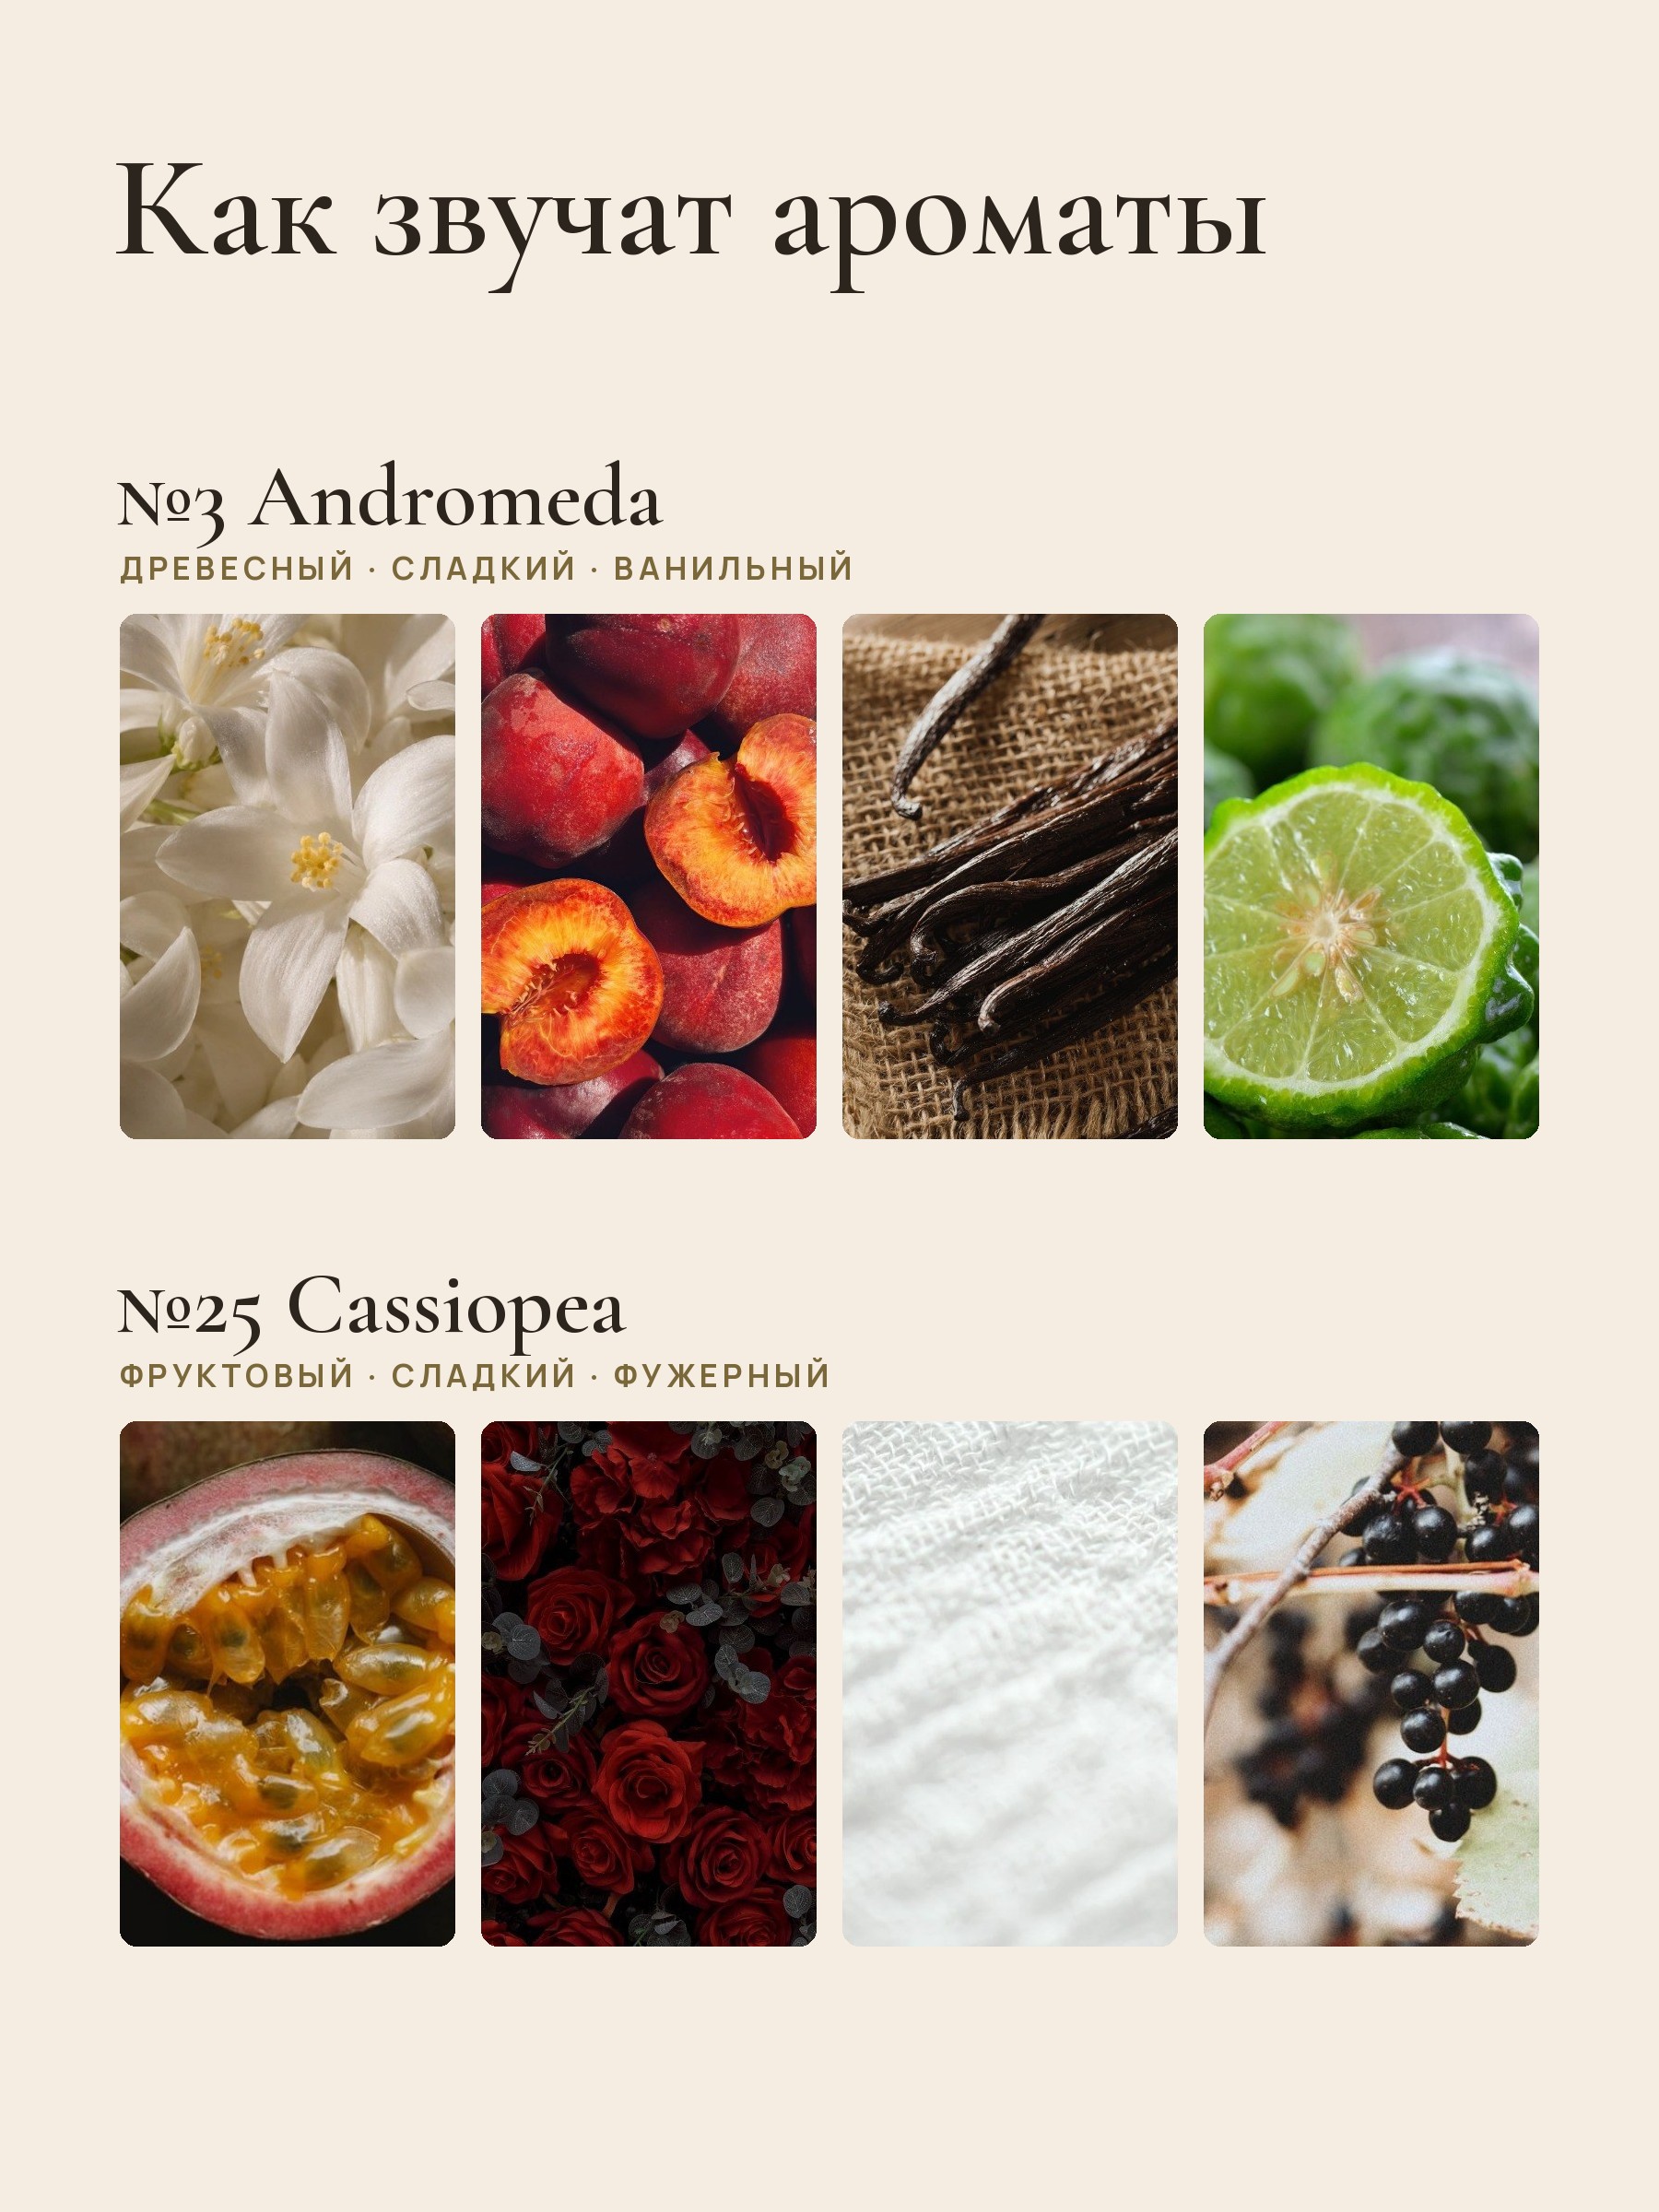 Как звучат ароматы
№3 Andromeda
ДРЕВЕСНЫЙ · СЛАДКИЙ · ВАНИЛЬНЫЙ
№25 Cassiopea
ФРУКТОВЫЙ · СЛАДКИЙ · ФУЖЕРНЫЙ